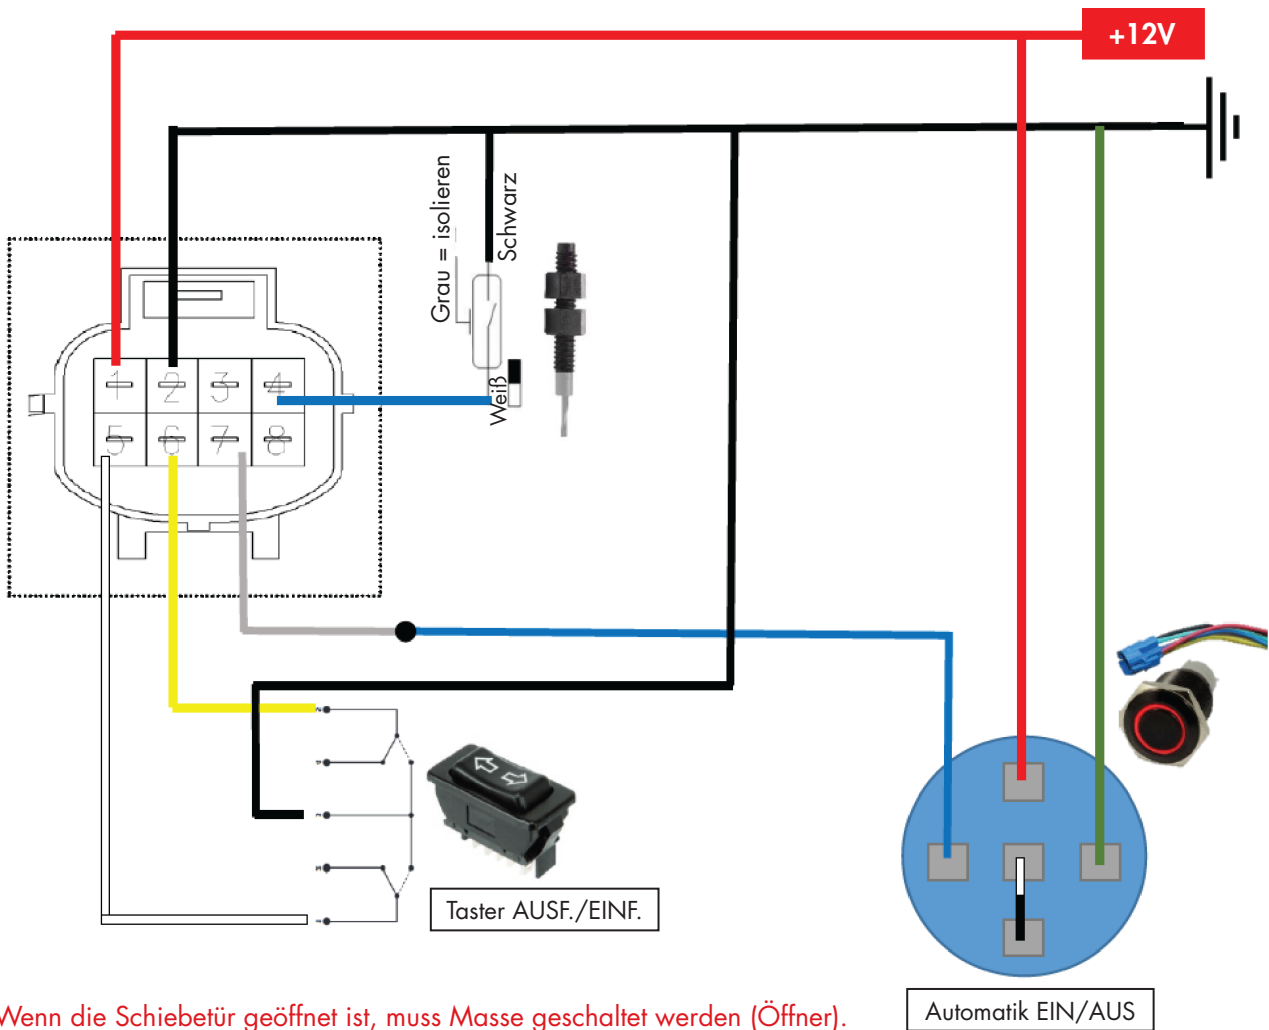 +12V
Grau = isolieren
Schwarz
Weiß
1 2 3 4
5 6 7 8
Taster AUSF./EINF.
Automatik EIN/AUS
Wenn die Schiebetür geöffnet ist, muss Masse geschaltet werden (Öffner).